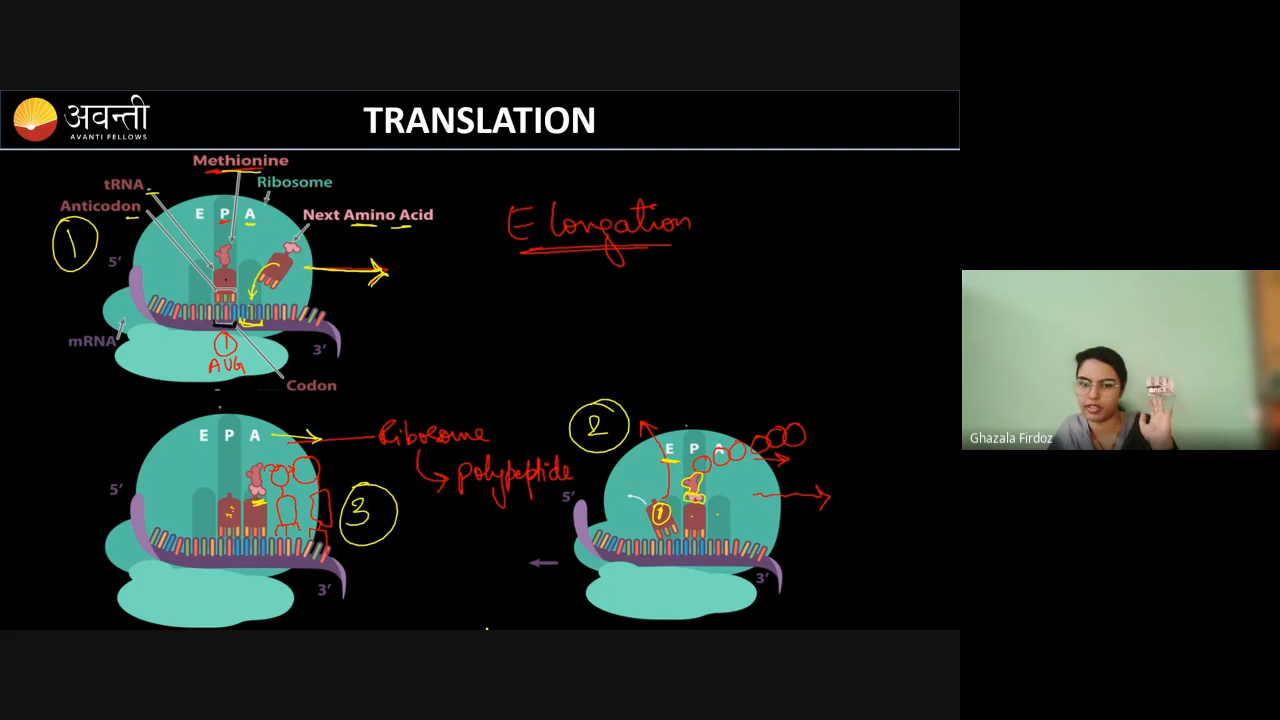 अवन्ती
AVANTI FELLOWS
TRANSLATION
Methionine
tRNA
Ribosome
Anticodon
E P A
Next Amino Acid
1
Elongation
5'
mRNA
3'
1
AUG
Codon
E P A
Ribosome
polypeptide
5'
3
3'
2
E P A
5'
1
3'
Ghazala Firdoz